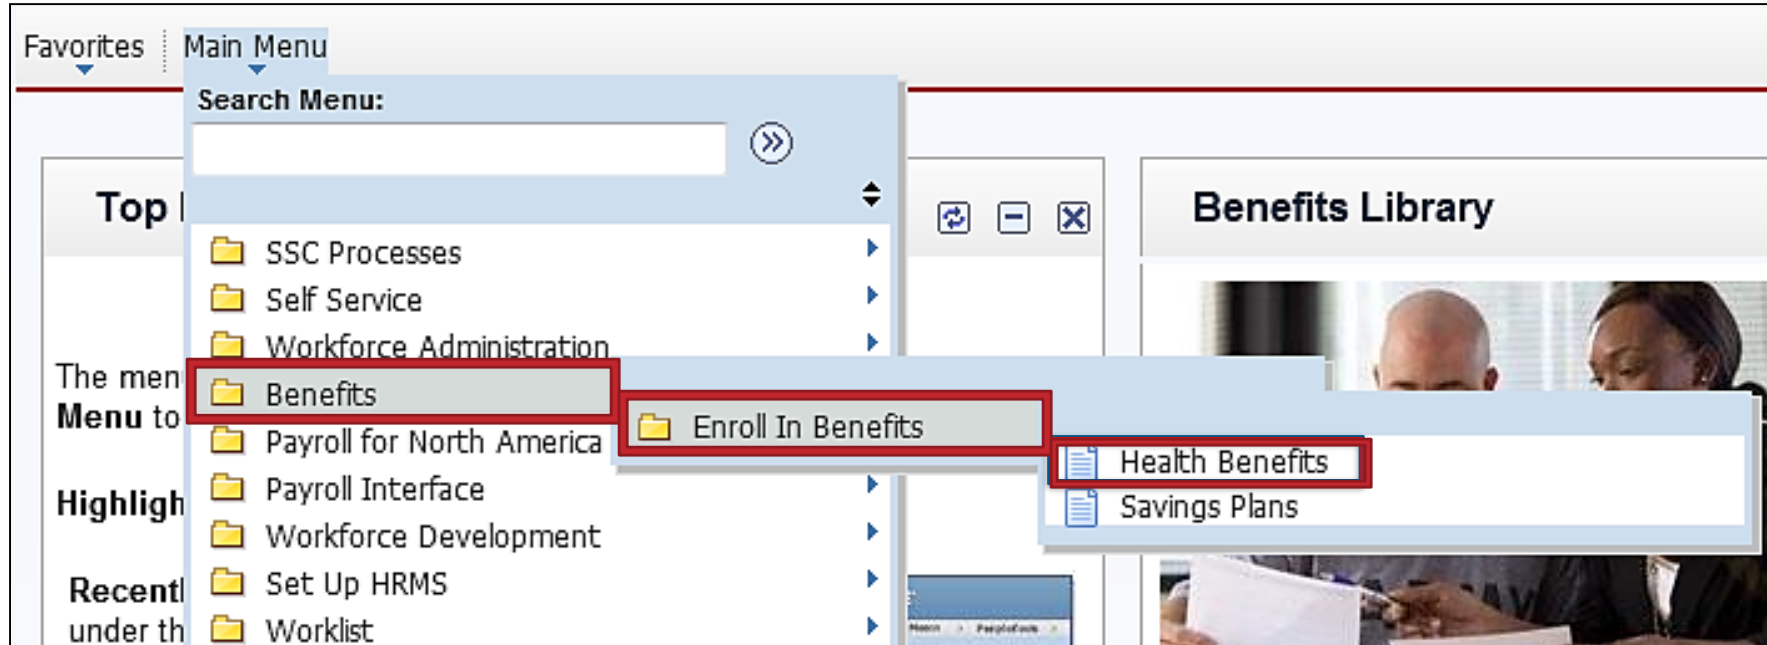 Favorites
Main Menu
Search Menu:
Top
Benefits Library
SSC Processes
Self Service
Workforce Administration
The men
Benefits
Menu to
Enroll In Benefits
Payroll for North America
Health Benefits
Payroll Interface
Highligh
Savings Plans
Workforce Development
Set Up HRMS
Recent
under th
Worklist
PeopleTools >